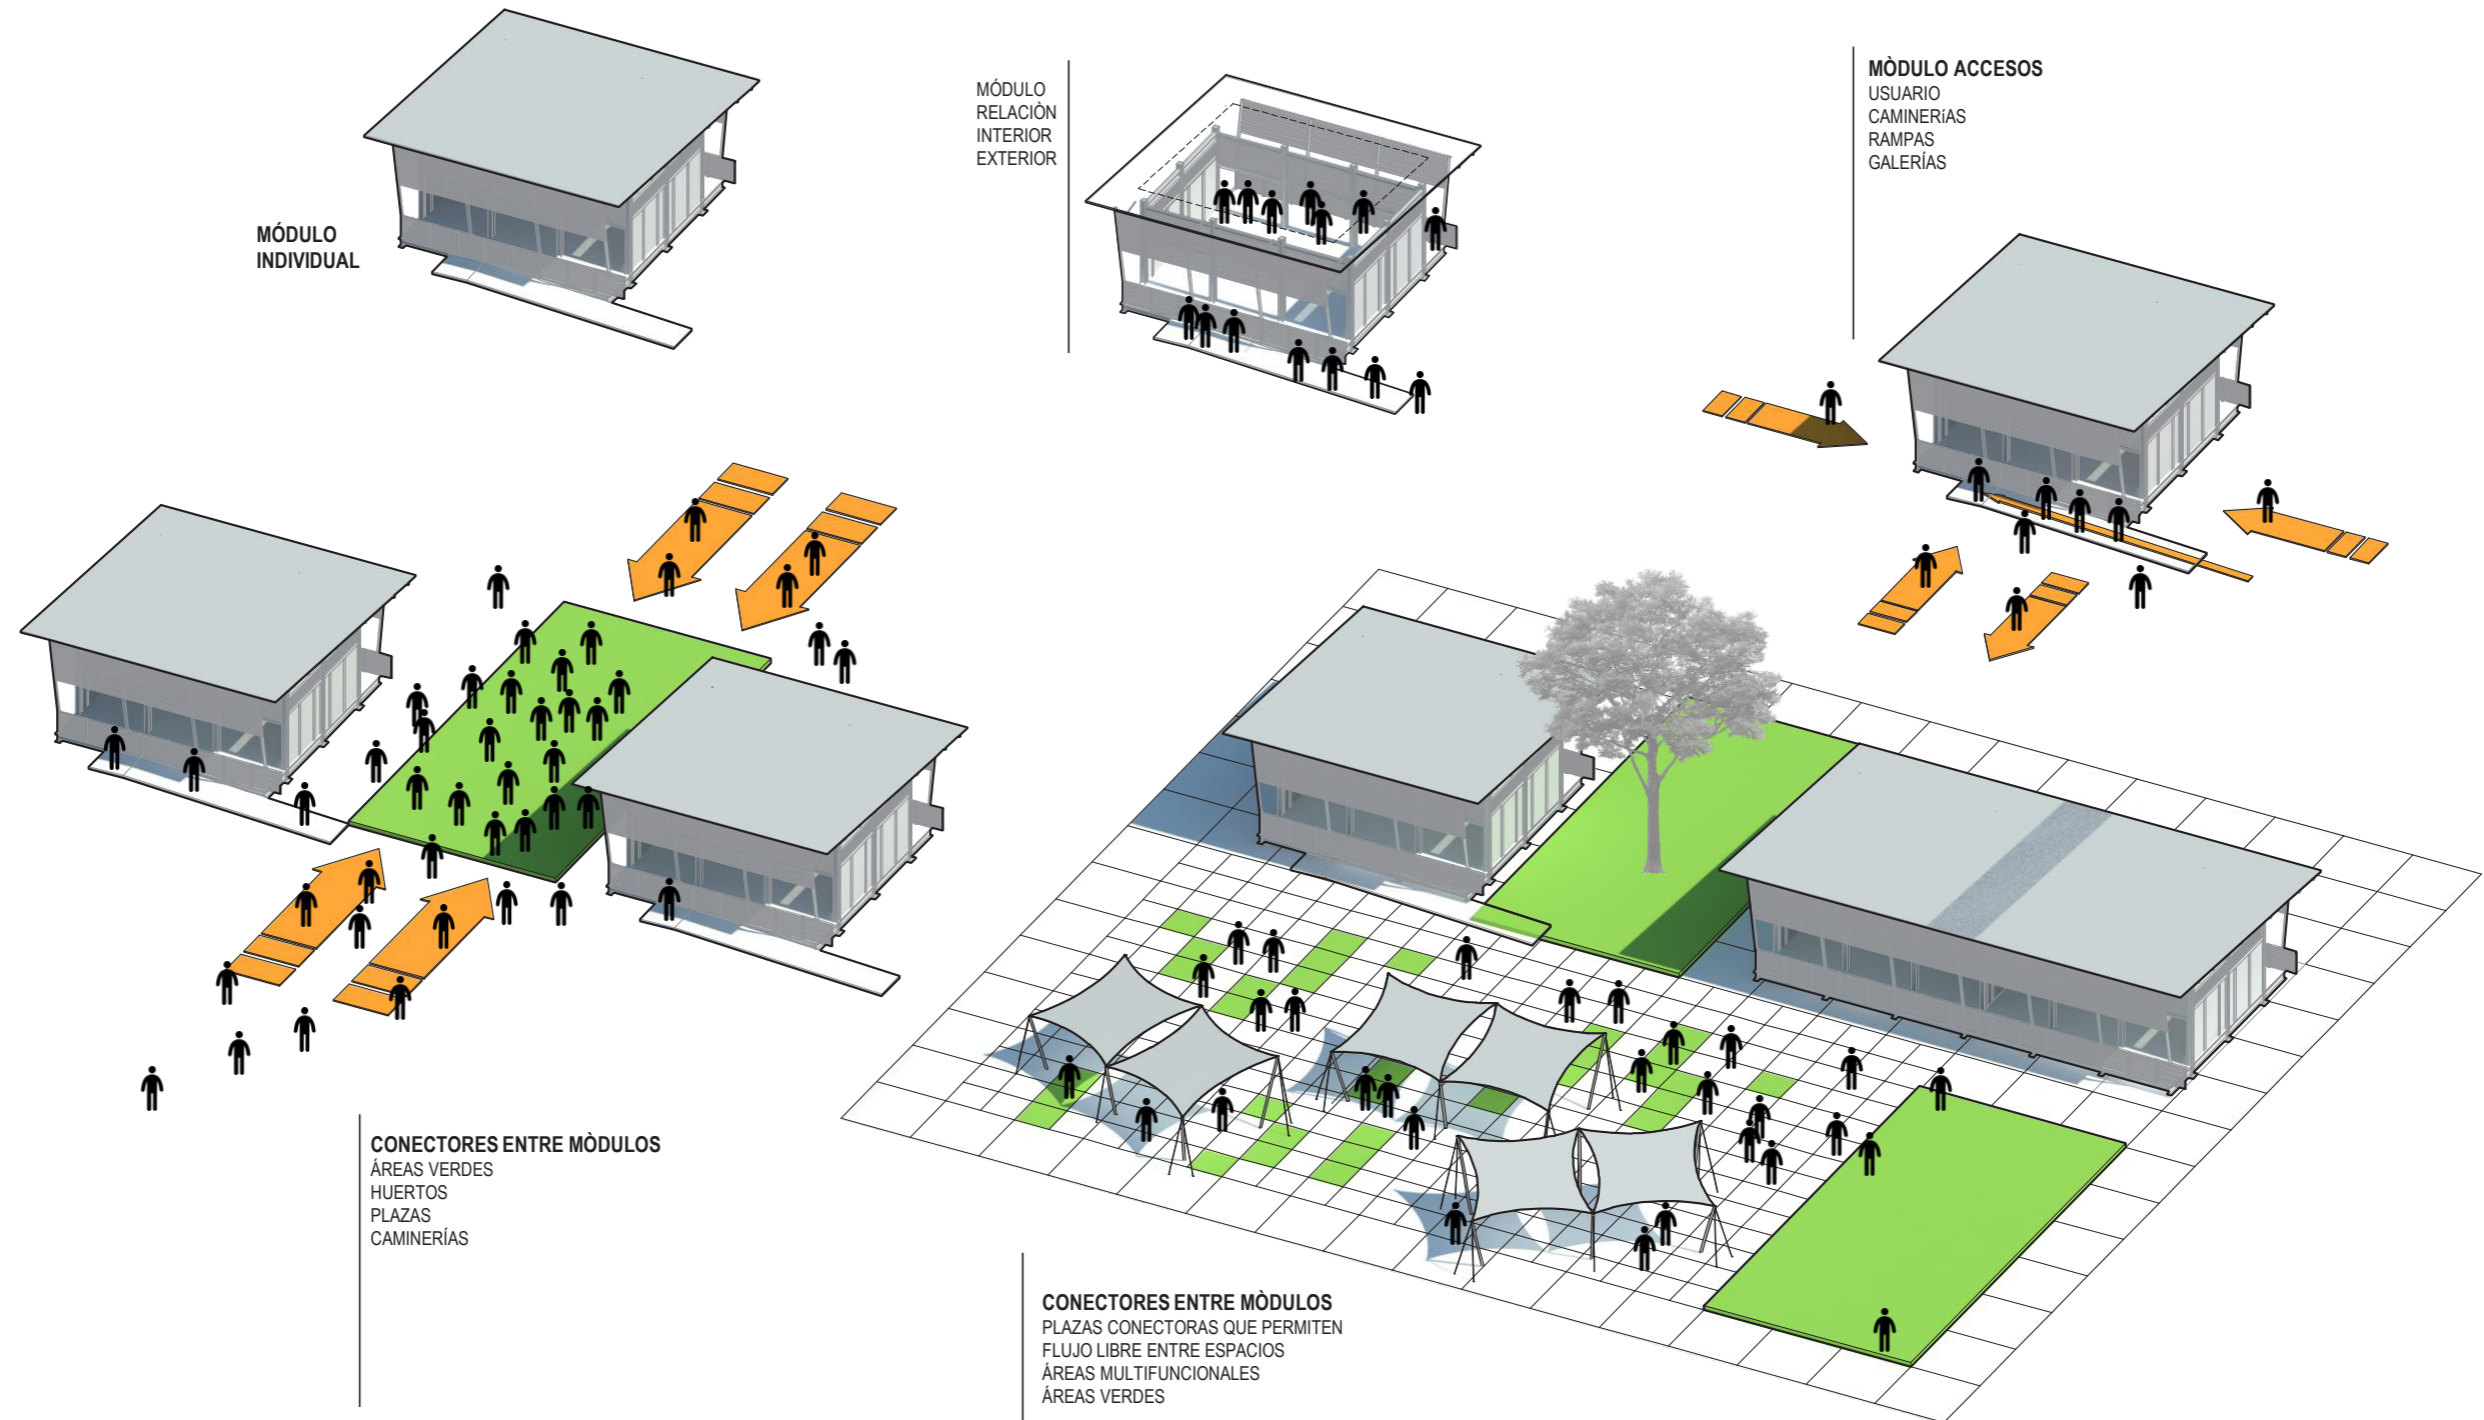 MÓDULO
INDIVIDUAL
MÓDULO
RELACIÒN
INTERIOR
EXTERIOR
MÒDULO ACCESOS
USUARIO
CAMINERíAS
RAMPAS
GALERÍAS
CONECTORES ENTRE MÒDULOS
ÁREAS VERDES
HUERTOS
PLAZAS
CAMINERÍAS
CONECTORES ENTRE MÒDULOS
PLAZAS CONECTORAS QUE PERMITEN
FLUJO LIBRE ENTRE ESPACIOS
ÁREAS MULTIFUNCIONALES
ÁREAS VERDES